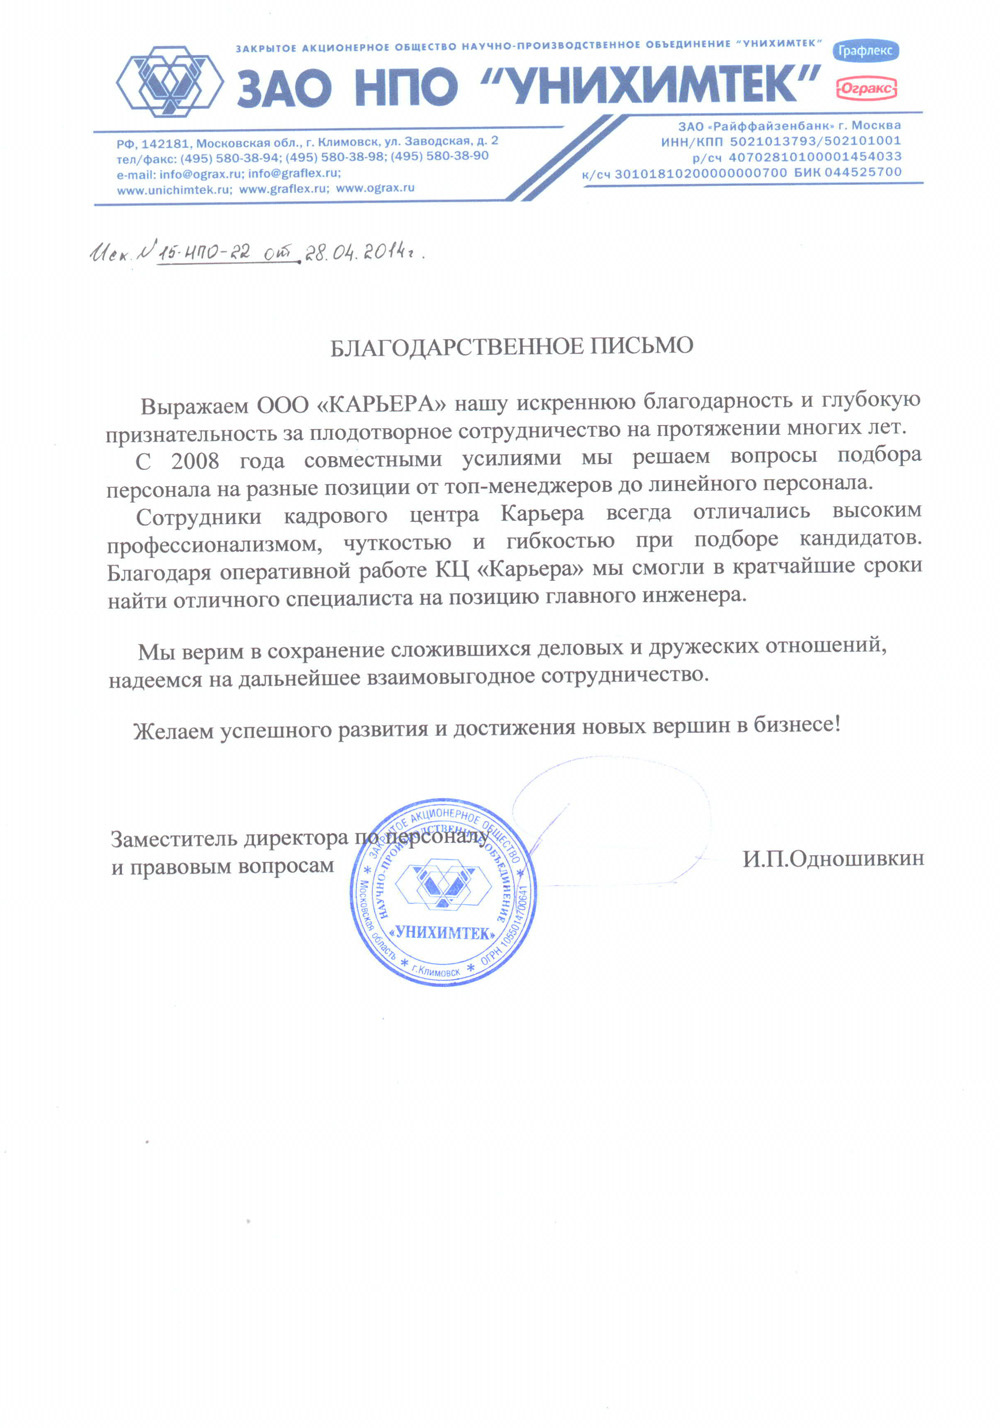 ЗАКРЫТОЕ АКЦИОНЕРНОЕ ОБЩЕСТВО НАУЧНО-ПРОИЗВОДСТВЕННОЕ ОБЪЕДИНЕНИЕ "УНИХИМТЕК"
ЗАО НПО "УНИХИМТЕК"
Графлекс
Огракс
РФ, 142181, Московская обл., г. Климовск, ул. Заводская, д. 2
тел/факс: (495) 580-38-94; (495) 580-38-98; (495) 580-38-90
e-mail: info@ograx.ru; info@graflex.ru;
www.unichimtek.ru; www.graflex.ru; www.ograx.ru
ЗАО «Райффайзенбанк» г. Москва
ИНН/КПП 5021013793/502101001
р/сч 40702810100001454033
к/сч 30101810200000000700 БИК 044525700
Исх. № 15-НПО-22 от 28.04.2014г.
БЛАГОДАРСТВЕННОЕ ПИСЬМО
Выражаем ООО «КАРЬЕРА» нашу искреннюю благодарность и глубокую
признательность за плодотворное сотрудничество на протяжении многих лет.
С 2008 года совместными усилиями мы решаем вопросы подбора
персонала на разные позиции от топ-менеджеров до линейного персонала.
Сотрудники кадрового центра Карьера всегда отличались высоким
профессионализмом, чуткостью и гибкостью при подборе кандидатов.
Благодаря оперативной работе КЦ «Карьера» мы смогли в кратчайшие сроки
найти отличного специалиста на позицию главного инженера.
Мы верим в сохранение сложившихся деловых и дружеских отношений,
надеемся на дальнейшее взаимовыгодное сотрудничество.
Желаем успешного развития и достижения новых вершин в бизнесе!
Заместитель директора по персоналу
и правовым вопросам
И.П.Одношивкин
ЗАКРЫТОЕ АКЦИОНЕРНОЕ ОБЩЕСТВО
НАУЧНО-ПРОИЗВОДСТВЕННОЕ ОБЪЕДИНЕНИЕ
«УНИХИМТЕК»
Московская область * г.Климовск * ОГРН 1055014700641